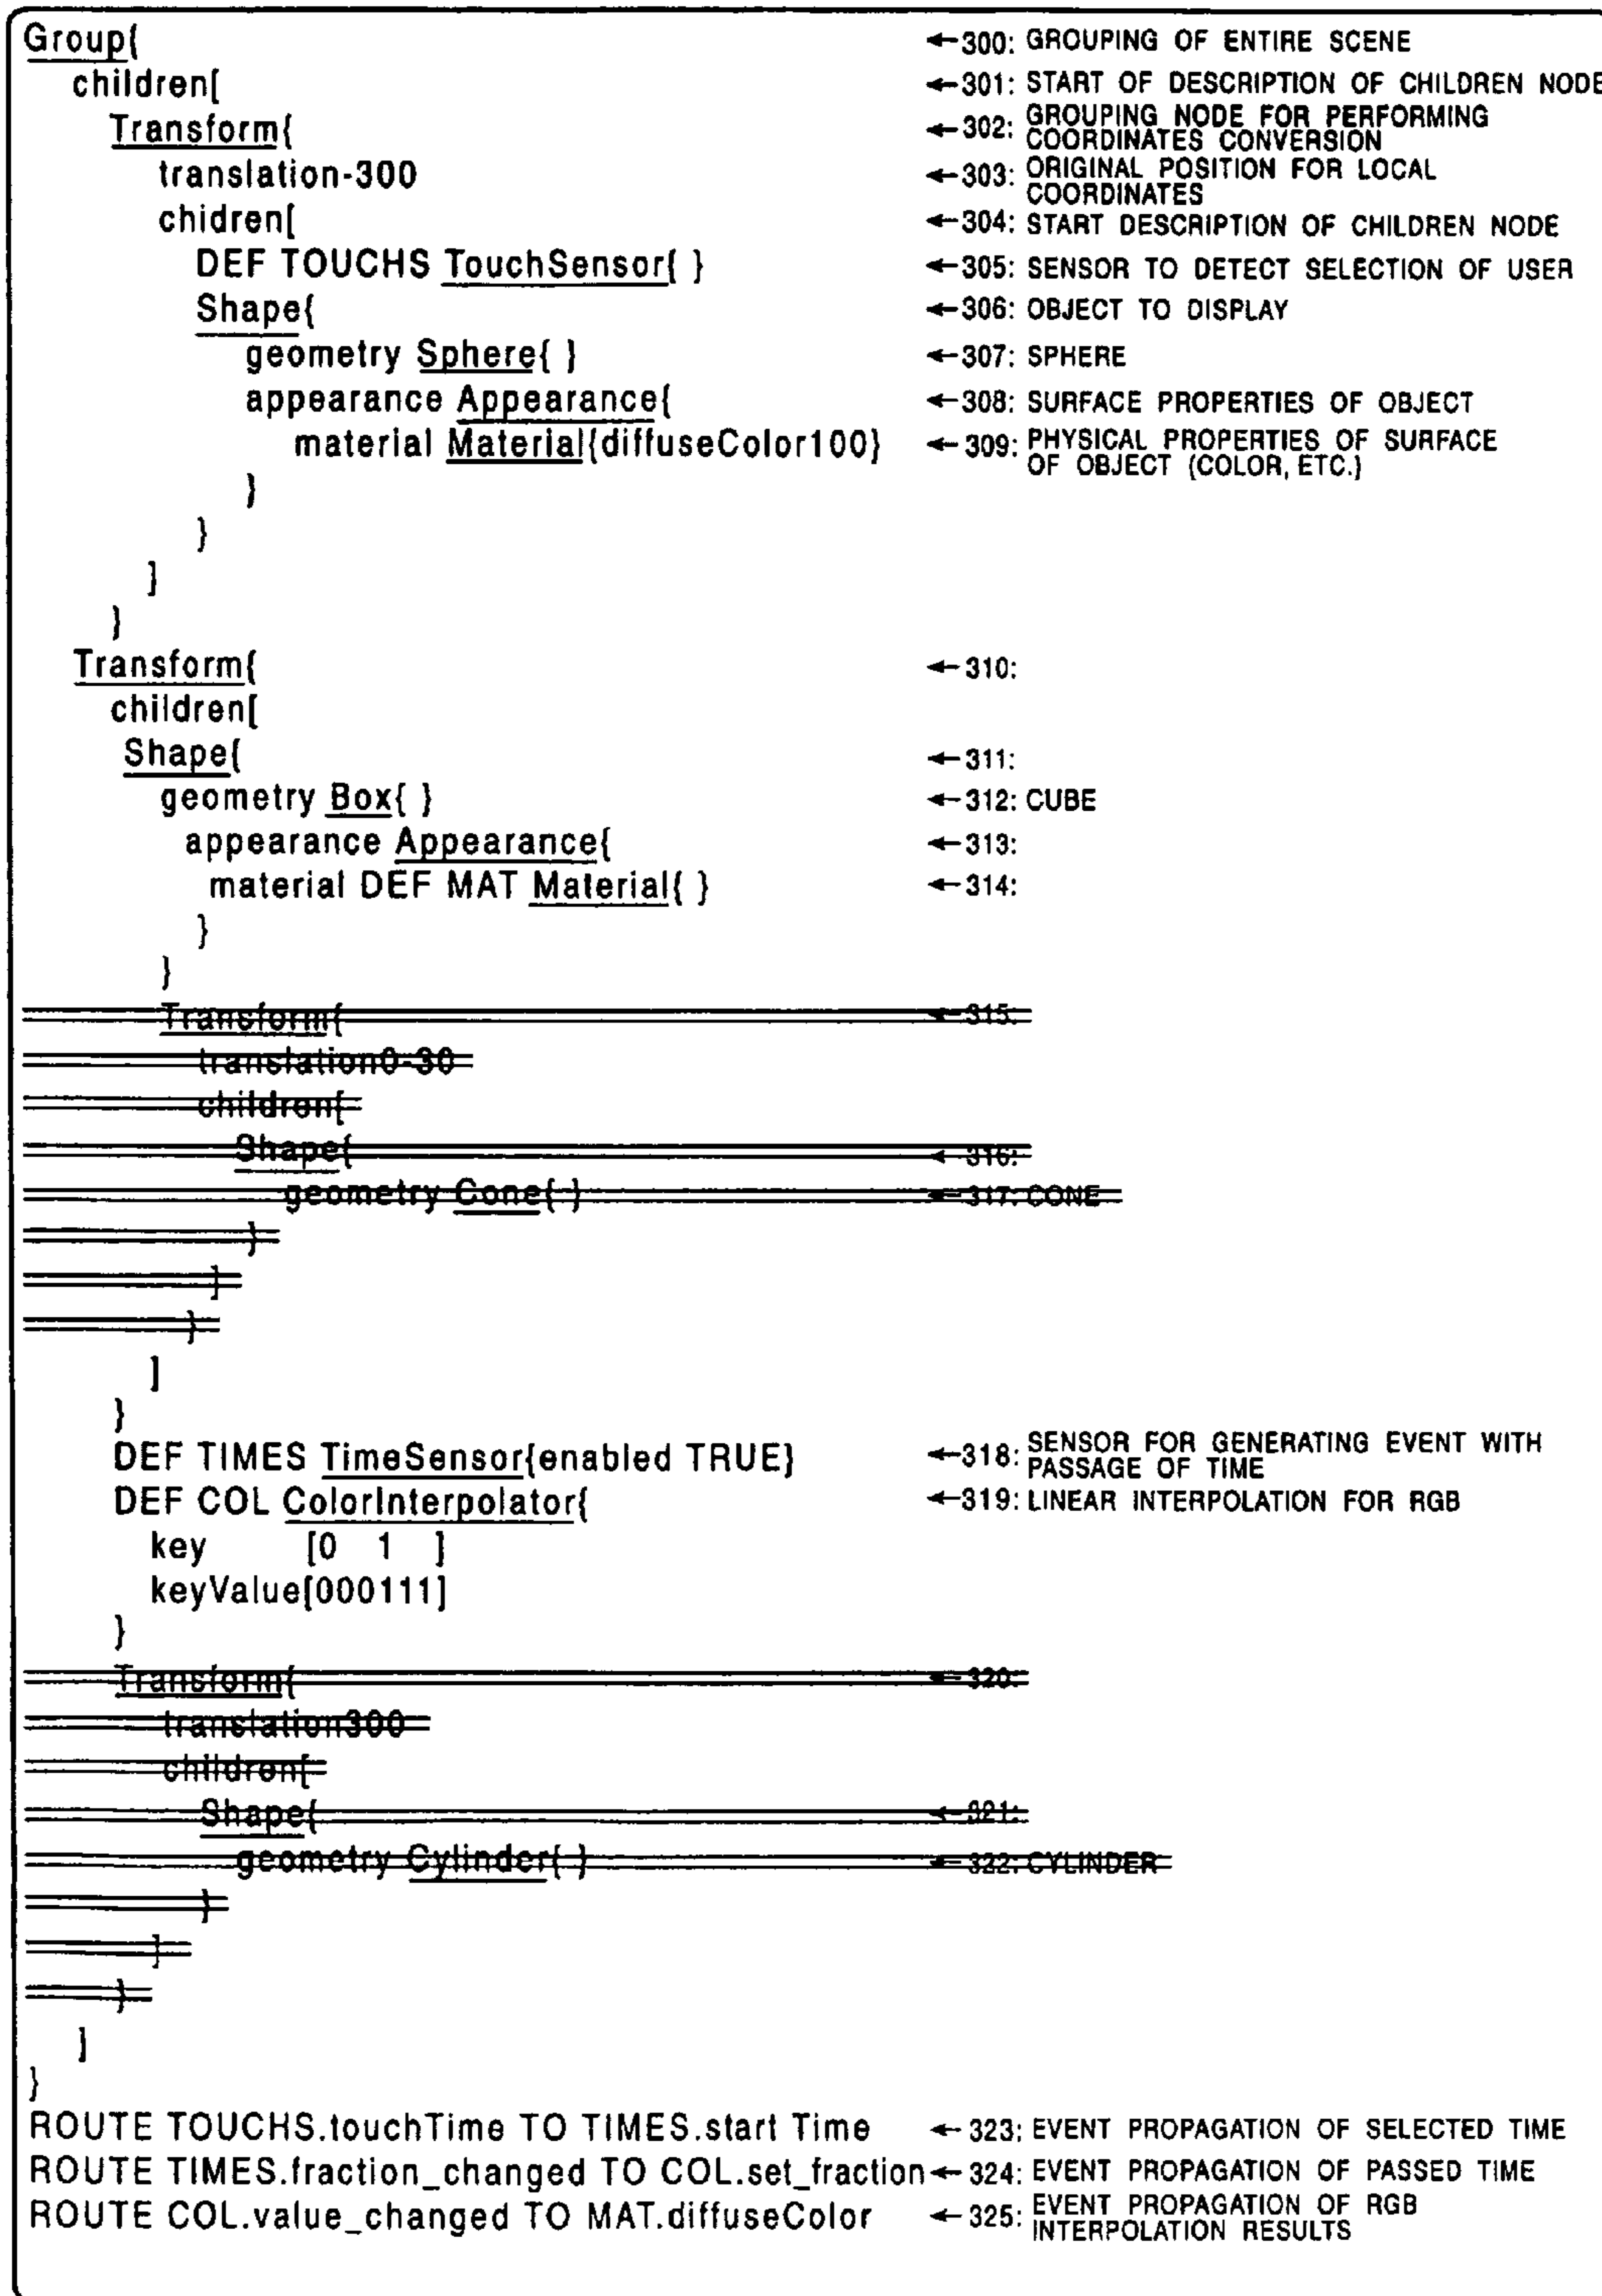 Group{ ←300: GROUPING OF ENTIRE SCENE
children[ ←301: START OF DESCRIPTION OF CHILDREN NODE
Transform{ ←302: GROUPING NODE FOR PERFORMING
COORDINATES CONVERSION
translation-300 ←303: ORIGINAL POSITION FOR LOCAL
COORDINATES
chidren[ ←304: START DESCRIPTION OF CHILDREN NODE
DEF TOUCHS TouchSensor{ } ←305: SENSOR TO DETECT SELECTION OF USER
Shape{ ←306: OBJECT TO DISPLAY
geometry Sphere{ } ←307: SPHERE
appearance Appearance{ ←308: SURFACE PROPERTIES OF OBJECT
material Material{diffuseColor100} ←309: PHYSICAL PROPERTIES OF SURFACE
OF OBJECT (COLOR, ETC.)
}
}
]
}
Transform{ ←310:
children[
Shape{ ←311:
geometry Box{ } ←312: CUBE
appearance Appearance{ ←313:
material DEF MAT Material{ } ←314:
}
}
Transform{ ←315:
translation0-30
children[
Shape{ ←316:
geometry Cone{ } ←317: CONE
}
]
}
]
}
DEF TIMES TimeSensor{enabled TRUE} ←318: SENSOR FOR GENERATING EVENT WITH
PASSAGE OF TIME
DEF COL ColorInterpolator{ ←319: LINEAR INTERPOLATION FOR RGB
key [0 1 ]
keyValue[000111]
}
Transform{ ←320:
translation300
children[
Shape{ ←321:
geometry Cylinder{ } ←322: CYLINDER
}
]
}
]
}
ROUTE TOUCHS.touchTime TO TIMES.start Time ←323: EVENT PROPAGATION OF SELECTED TIME
ROUTE TIMES.fraction_changed TO COL.set_fraction ←324: EVENT PROPAGATION OF PASSED TIME
ROUTE COL.value_changed TO MAT.diffuseColor ←325: EVENT PROPAGATION OF RGB
INTERPOLATION RESULTS